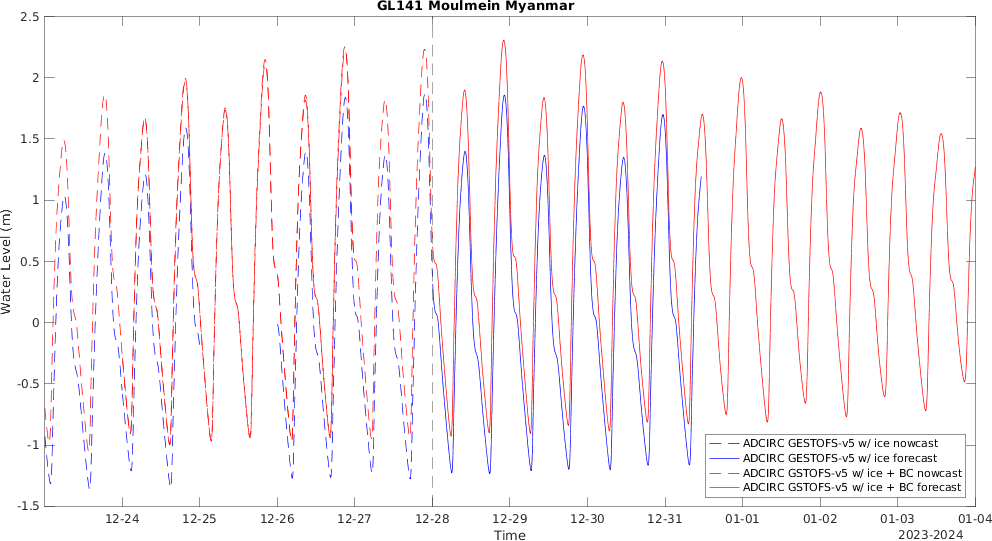 GL141 Moulmein Myanmar
Water Level (m)
2.5
2
1.5
1
0.5
0
-0.5
-1
-1.5
ADCIRC GESTOFS-v5 w/ ice nowcast
ADCIRC GESTOFS-v5 w/ ice forecast
ADCIRC GSTOFS-v5 w/ ice + BC nowcast
ADCIRC GSTOFS-v5 w/ ice + BC forecast
12-24 12-25 12-26 12-27 12-28 12-29 12-30 12-31 01-01 01-02 01-03 01-04
Time
2023-2024